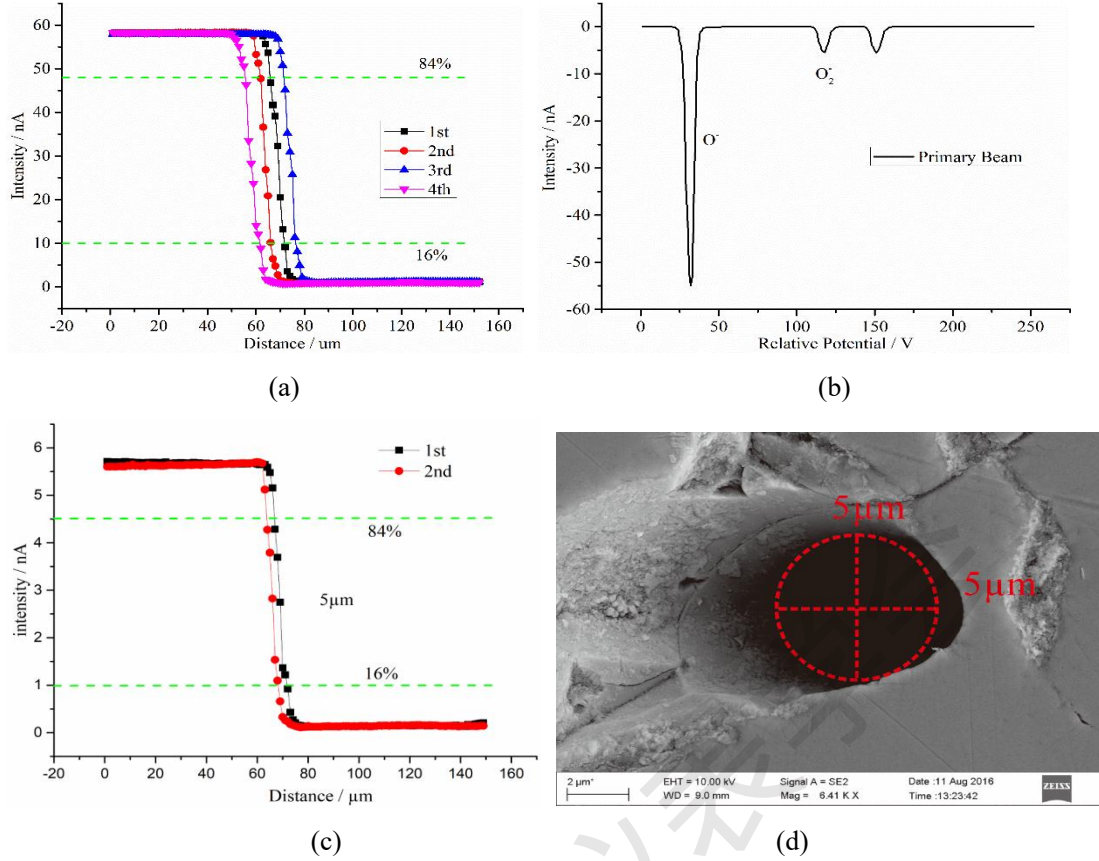 60
50
40
30
20
10
0
Intensity / nA
-20 0 20 40 60 80 100 120 140 160
Distance / um
84%
16%
1st
2nd
3rd
4th
(a)
0
-10
-20
-30
-40
-50
-60
Intensity / nA
0 50 100 150 200 250
Relative Potential / V
O₂⁻
O⁻
Primary Beam
(b)
6
5
4
3
2
1
0
intensity / nA
-20 0 20 40 60 80 100 120 140 160
Distance / μm
1st
2nd
84%
5μm
16%
(c)
5μm
5μm
2 μm*
EHT = 10.00 kV
WD = 9.0 mm
Signal A = SE2
Mag = 6.41 K X
Date :11 Aug 2016
Time :13:23:42
ZEISS
(d)